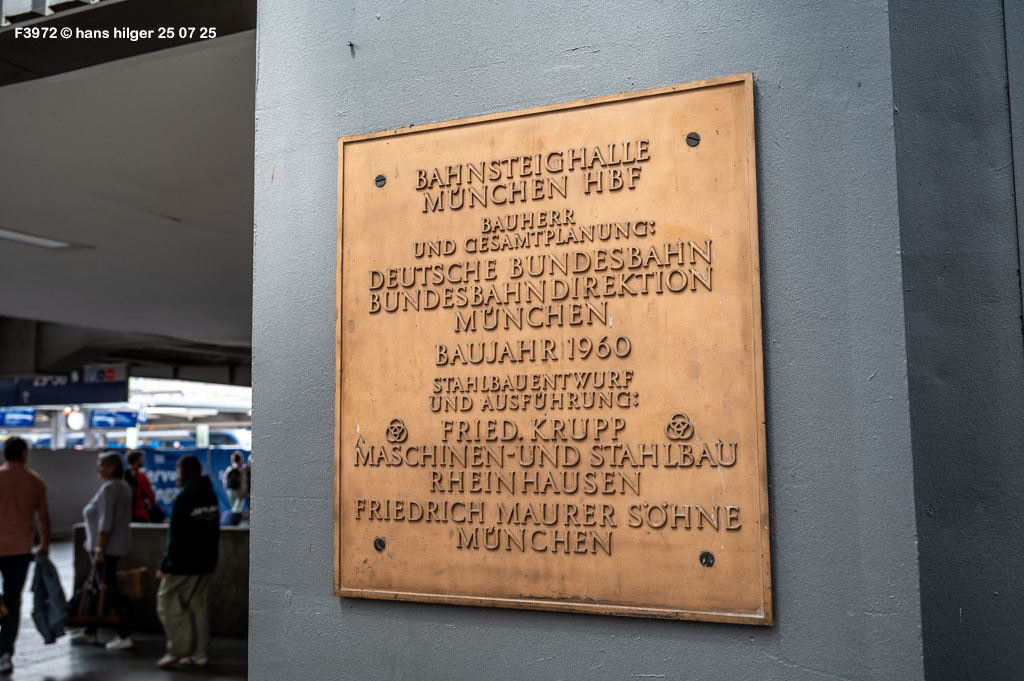 F3972 © hans hilger 25 07 25
BAHNSTEIGHALLE
MÜNCHEN HBF
BAUHERR
UND GESAMTPLANUNG:
DEUTSCHE BUNDESBAHN
BUNDESBAHNDIREKTION
MÜNCHEN
BAUJAHR 1960
STAHLBAUENTWURF
UND AUSFÜHRUNG:
FRIED. KRUPP
MASCHINEN-UND STAHLBAU
RHEINHAUSEN
FRIEDRICH MAURER SÖHNE
MÜNCHEN